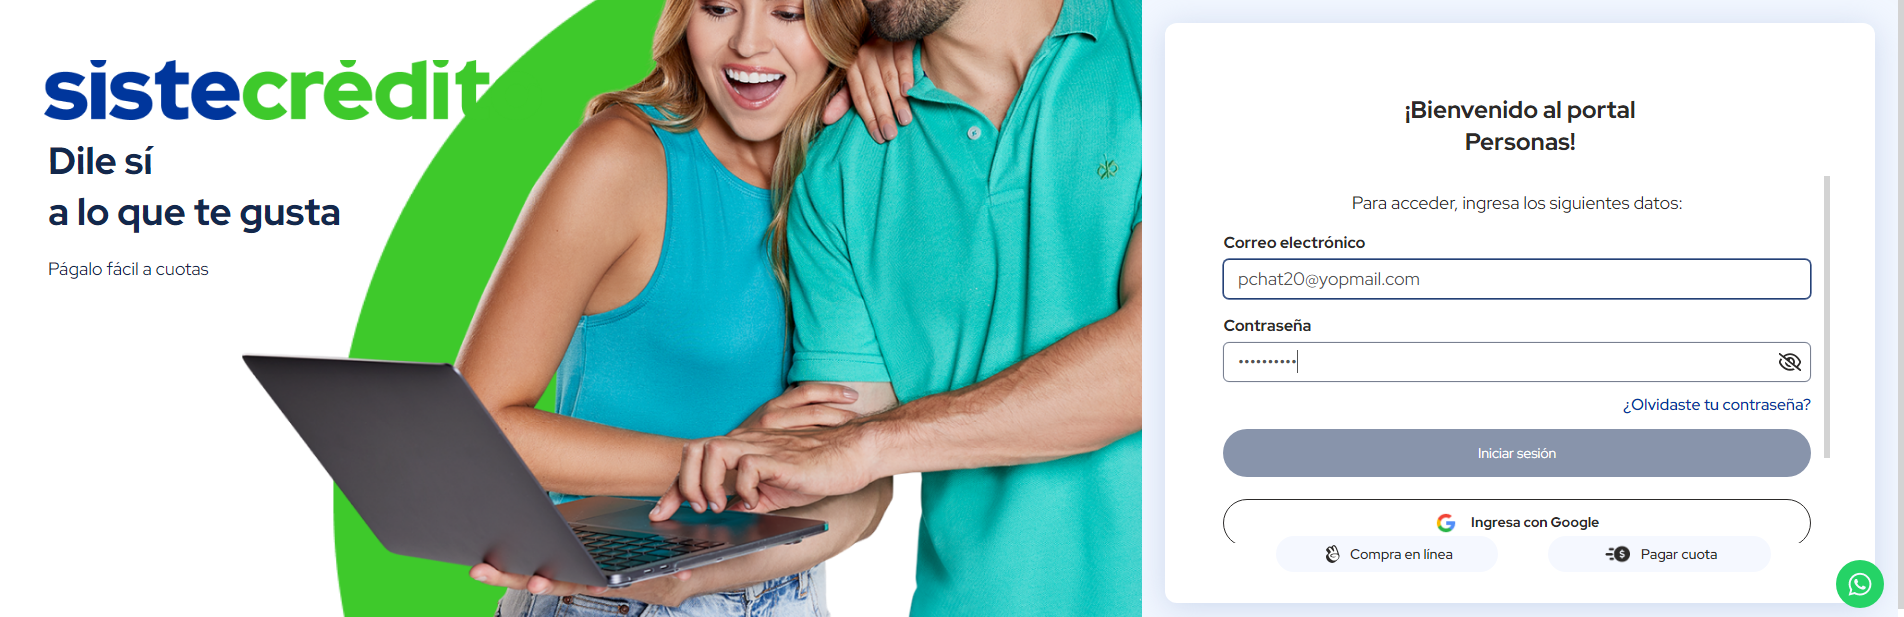 sistecrédit
Dile sí
a lo que te gusta
Págalo fácil a cuotas
¡Bienvenido al portal
Personas!
Para acceder, ingresa los siguientes datos:
Correo electrónico
pchat20@yopmail.com
Contraseña
••••••••••
¿Olvidaste tu contraseña?
Iniciar sesión
Ingresa con Google
Compra en línea
Pagar cuota